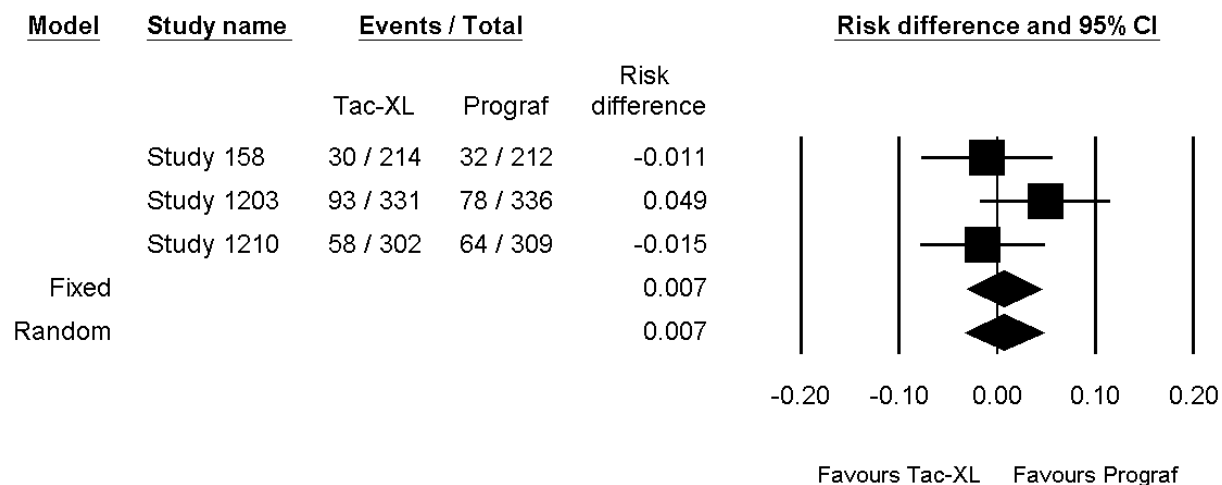 Model Study name Events / Total Risk difference and 95% CI
Risk
Tac-XL Prograf difference
Study 158 30 / 214 32 / 212 -0.011
Study 1203 93 / 331 78 / 336 0.049
Study 1210 58 / 302 64 / 309 -0.015
Fixed 0.007
Random 0.007
-0.20 -0.10 0.00 0.10 0.20
Favours Tac-XL Favours Prograf